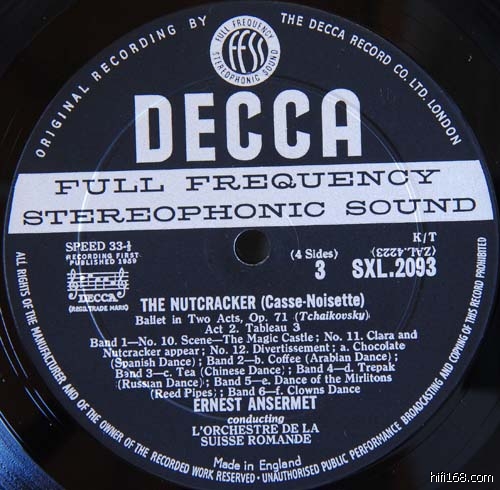 ORIGINAL RECORDING BY
THE DECCA RECORD CO. LTD. LONDON
FULL FREQUENCY
FFSS
STEREOPHONIC SOUND
DECCA
FULL FREQUENCY
STEREOPHONIC SOUND
SPEED 33-⅓
RECORDING FIRST
PUBLISHED 1959
DECCA
(REGD. TRADE MARK)
K/T
(ZAL.4223)
(4 Sides)
3 SXL.2093
THE NUTCRACKER (Casse-Noisette)
Ballet in Two Acts, Op. 71 (Tchaikovsky)
Act 2. Tableau 3
Band 1—No. 10. Scene—The Magic Castle; No. 11. Clara and
Nutcracker appear; No. 12. Divertissement; a. Chocolate
(Spanish Dance); Band 2—b. Coffee (Arabian Dance);
Band 3—c. Tea (Chinese Dance); Band 4—d. Trepak
(Russian Dance); Band 5—e. Dance of the Mirlitons
(Reed Pipes); Band 6—f. Clowns Dance
ERNEST ANSERMET
conducting
L'ORCHESTRE DE LA
SUISSE ROMANDE
Made in England
ALL RIGHTS OF THE MANUFACTURER AND OF THE OWNER OF THE RECORDED WORK RESERVED · UNAUTHORISED PUBLIC PERFORMANCE BROADCASTING AND COPYING OF THIS RECORD PROHIBITED
hifi168.com